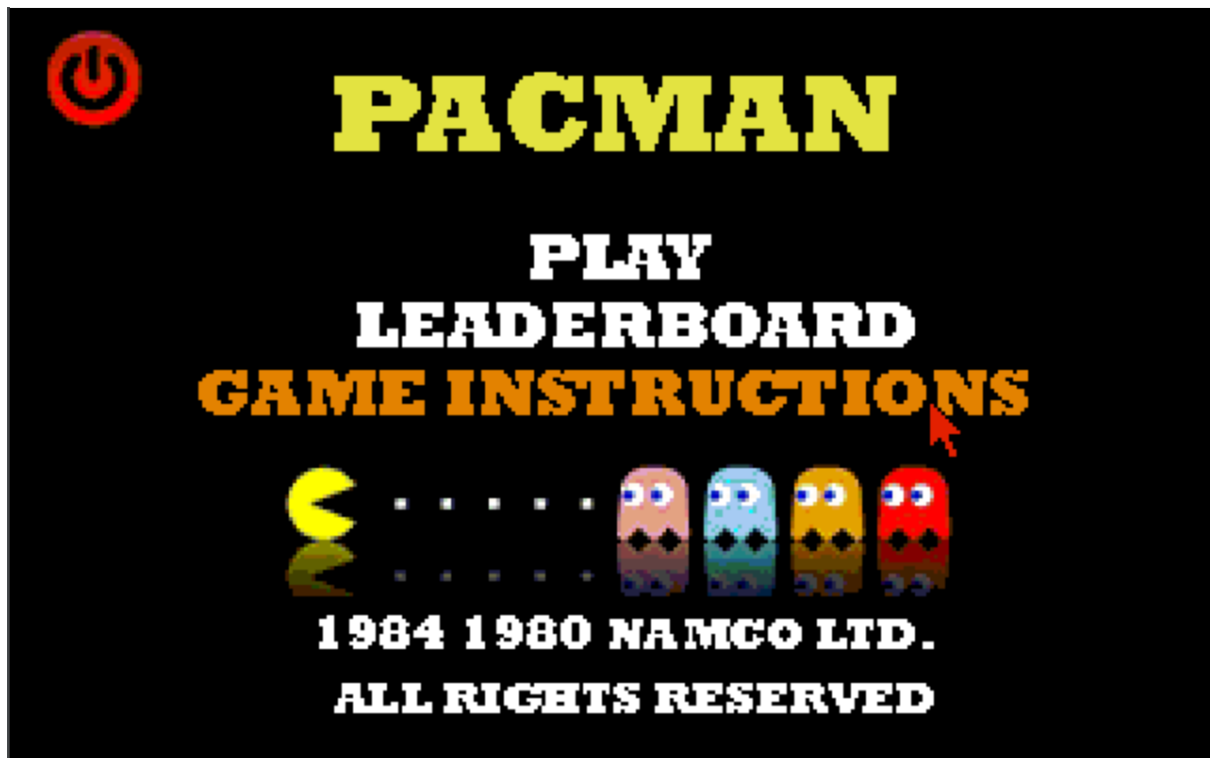 PACMAN
PLAY
LEADERBOARD
GAME INSTRUCTIONS
1984 1980 NAMCO LTD.
ALL RIGHTS RESERVED